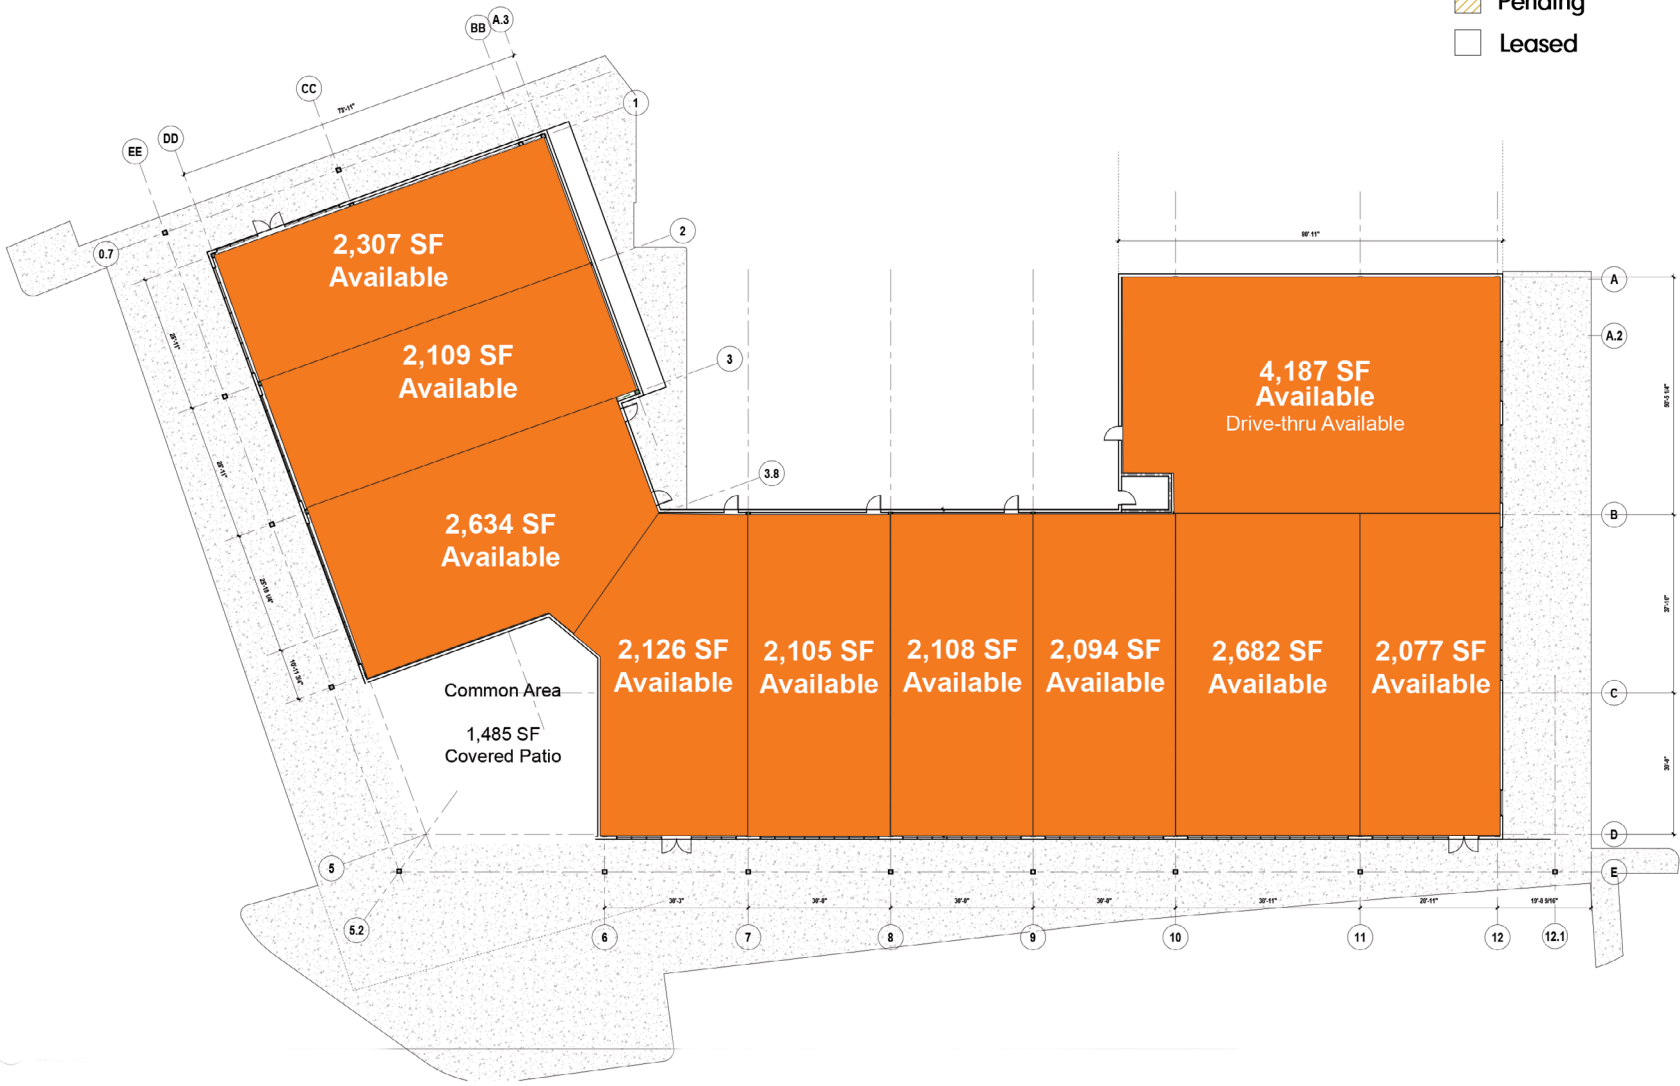 Pending
Leased
BB
A.3
CC
1
DD
EE
73'-11"
2
0.7
3
3.8
2,307 SF
Available
2,109 SF
Available
2,634 SF
Available
4,187 SF
Available
Drive-thru Available
A
A.2
B
C
D
E
2,126 SF
Available
2,105 SF
Available
2,108 SF
Available
2,094 SF
Available
2,682 SF
Available
2,077 SF
Available
Common Area
1,485 SF
Covered Patio
5
5.2
30'-3"
6
7
8
9
10
11
12
12.1